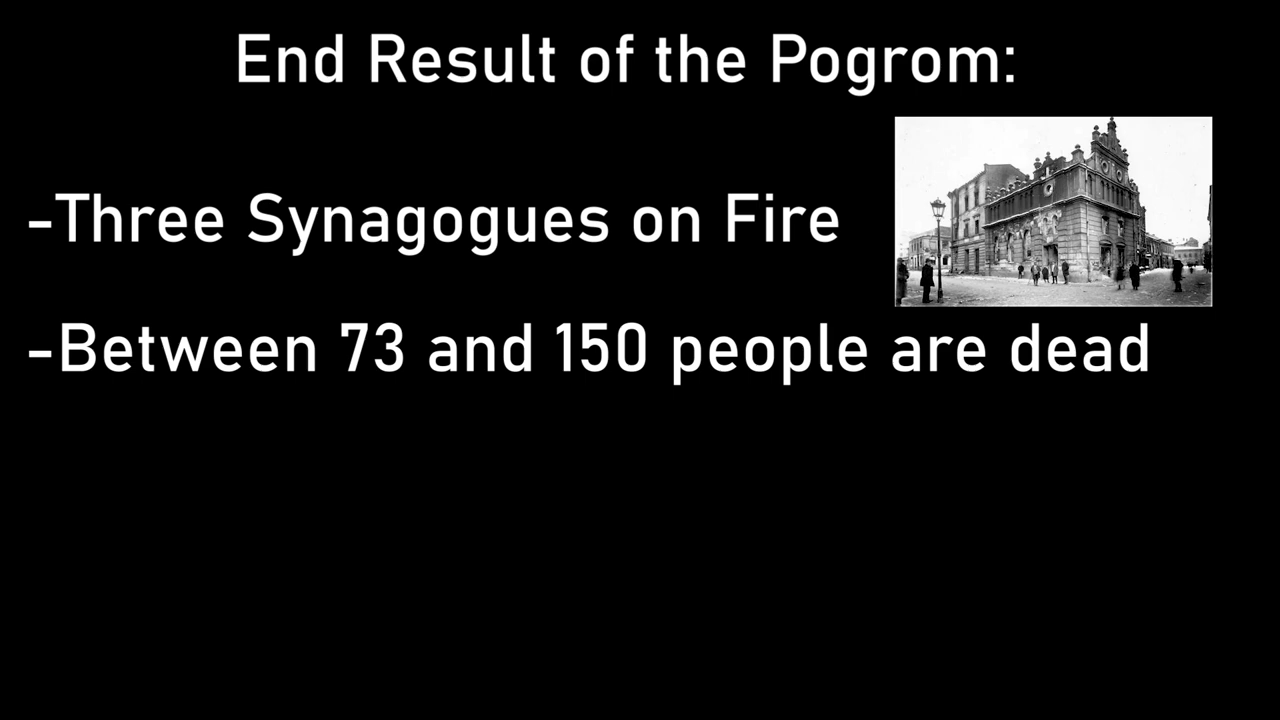 End Result of the Pogrom:
-Three Synagogues on Fire
-Between 73 and 150 people are dead